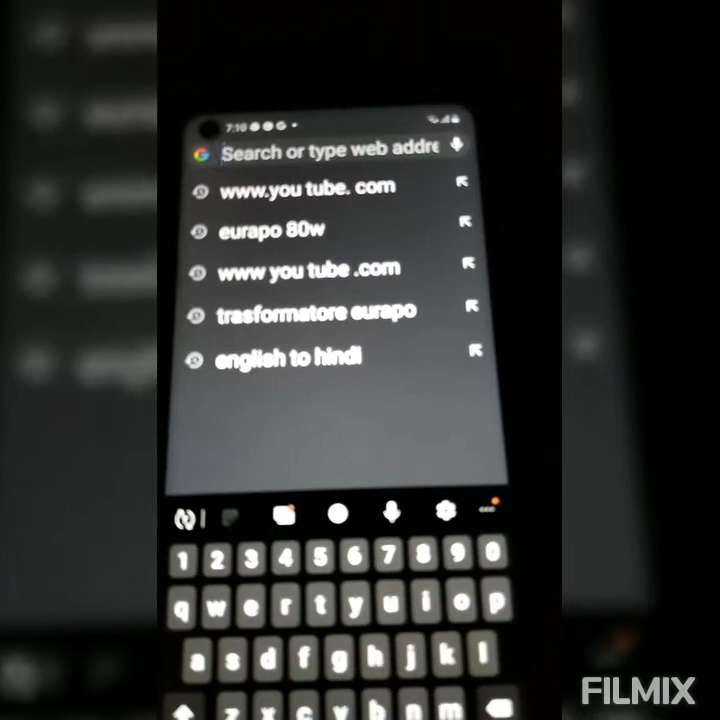 7:10
Search or type web addre
www.you tube. com
eurapo 80w
www you tube .com
trasformatore eurapo
english to hindi
1 2 3 4 5 6 7 8 9 0
q w e r t y u i o p
a s d f g h j k l
z x c v b n m
FILMIX